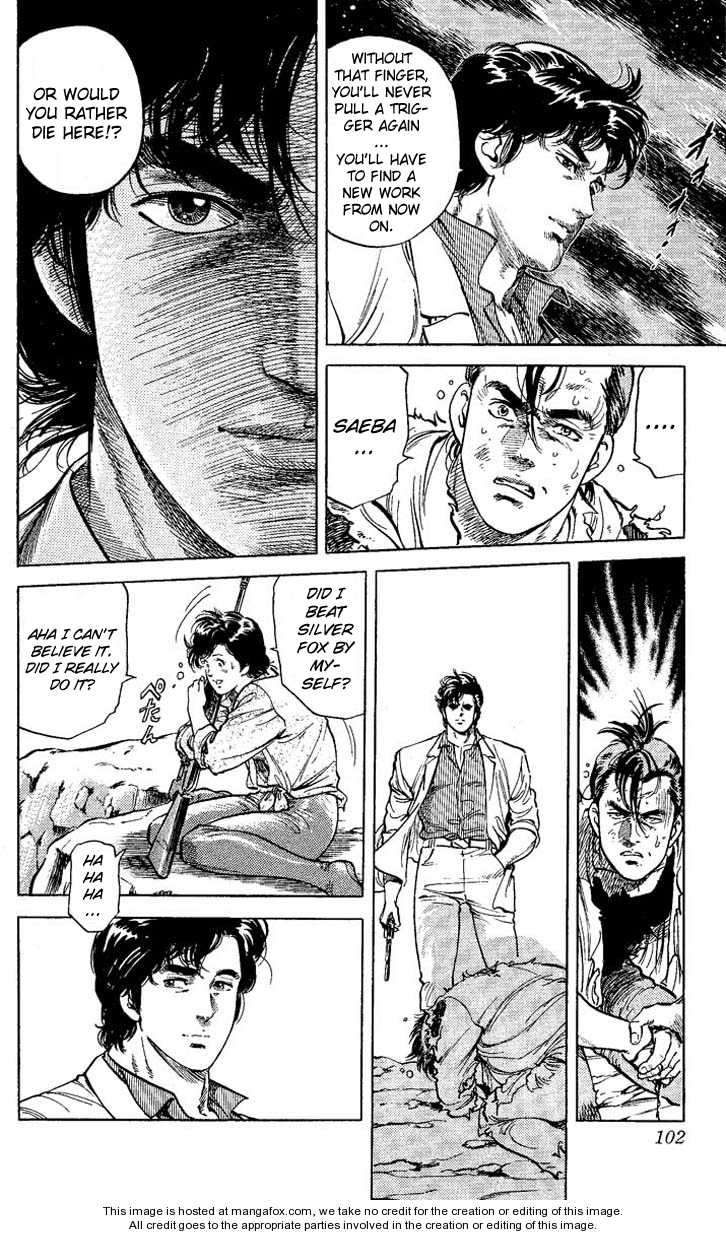 WITHOUT
THAT FINGER,
YOU'LL NEVER
PULL A TRIG-
GER AGAIN
...
YOU'LL HAVE
TO FIND A
NEW WORK
FROM NOW
ON.
OR WOULD
YOU RATHER
DIE HERE!?
....
SAEBA
...
DID I
BEAT
SILVER
FOX BY
MY-
SELF?
AHA I CAN'T
BELIEVE IT.
DID I REALLY
DO IT?
ぺたん
HA
HA
HA
...
102
This image is hosted at mangafox.com, we take no credit for the creation or editing of this image.
All credit goes to the appropriate parties involved in the creation or editing of this image.